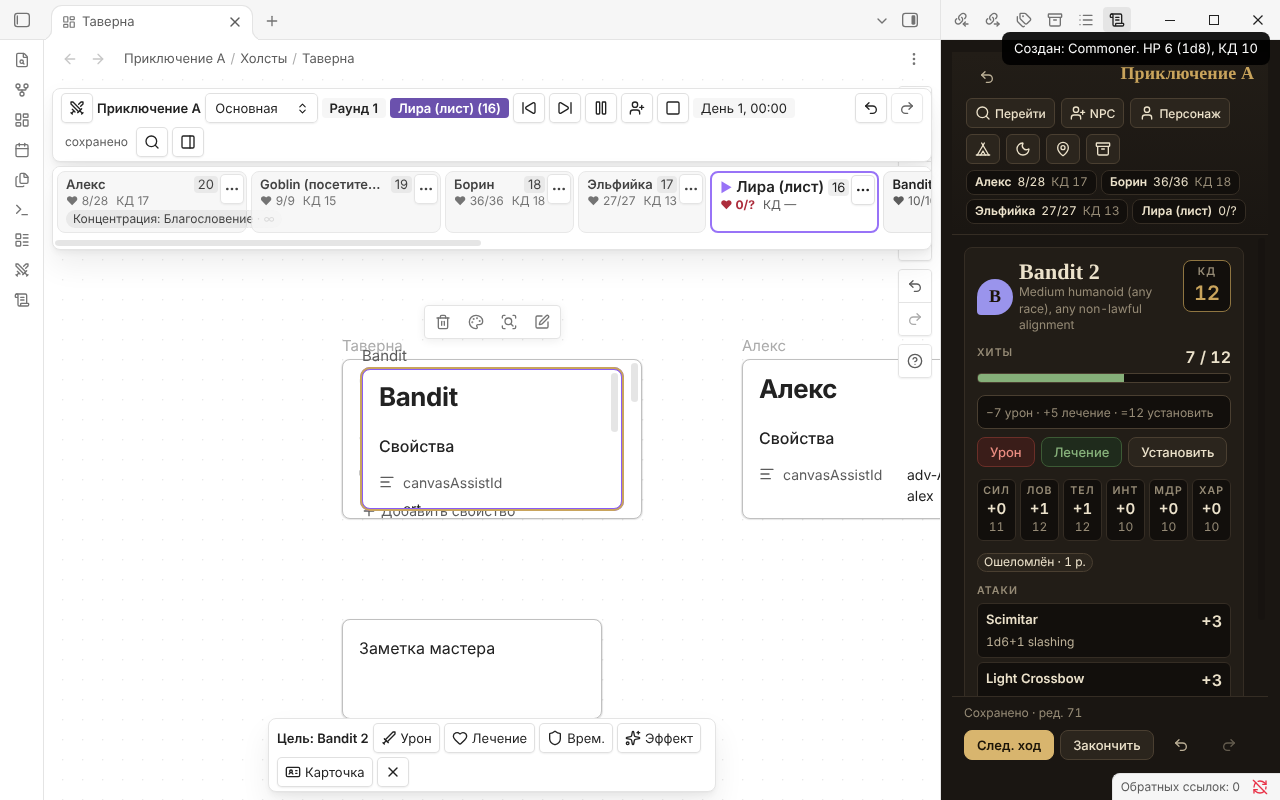 Таверна
Создан: Commoner. HP 6 (1d8), КД 10
Приключение А / Холсты / Таверна
Приключение А
Приключение А
Основная
Раунд 1
Лира (лист) (16)
День 1, 00:00
сохранено
Алекс 20
8/28 КД 17
Концентрация: Благословение · ∞
Goblin (посетите... 19
9/9 КД 15
Борин 18
36/36 КД 18
Эльфийка 17
27/27 КД 13
Лира (лист) 16
0/? КД —
Bandit
10/1
Таверна
Bandit
Bandit
Свойства
canvasAssistId
Добавить свойство
Алекс
Алекс
Свойства
canvasAssistId
adv-
alex
Заметка мастера
Цель: Bandit 2
Урон
Лечение
Врем.
Эффект
Карточка
Перейти
NPC
Персонаж
Алекс 8/28 КД 17
Борин 36/36 КД 18
Эльфийка 27/27 КД 13
Лира (лист) 0/?
B
Bandit 2
Medium humanoid (any
race), any non-lawful
alignment
КД
12
ХИТЫ
7 / 12
−7 урон · +5 лечение · =12 установить
Урон
Лечение
Установить
СИЛ ЛОВ ТЕЛ ИНТ МДР ХАР
+0 +1 +1 +0 +0 +0
11 12 12 10 10 10
Ошеломлён · 1 р.
АТАКИ
Scimitar +3
1d6+1 slashing
Light Crossbow +3
Сохранено · ред. 71
След. ход
Закончить
Обратных ссылок: 0